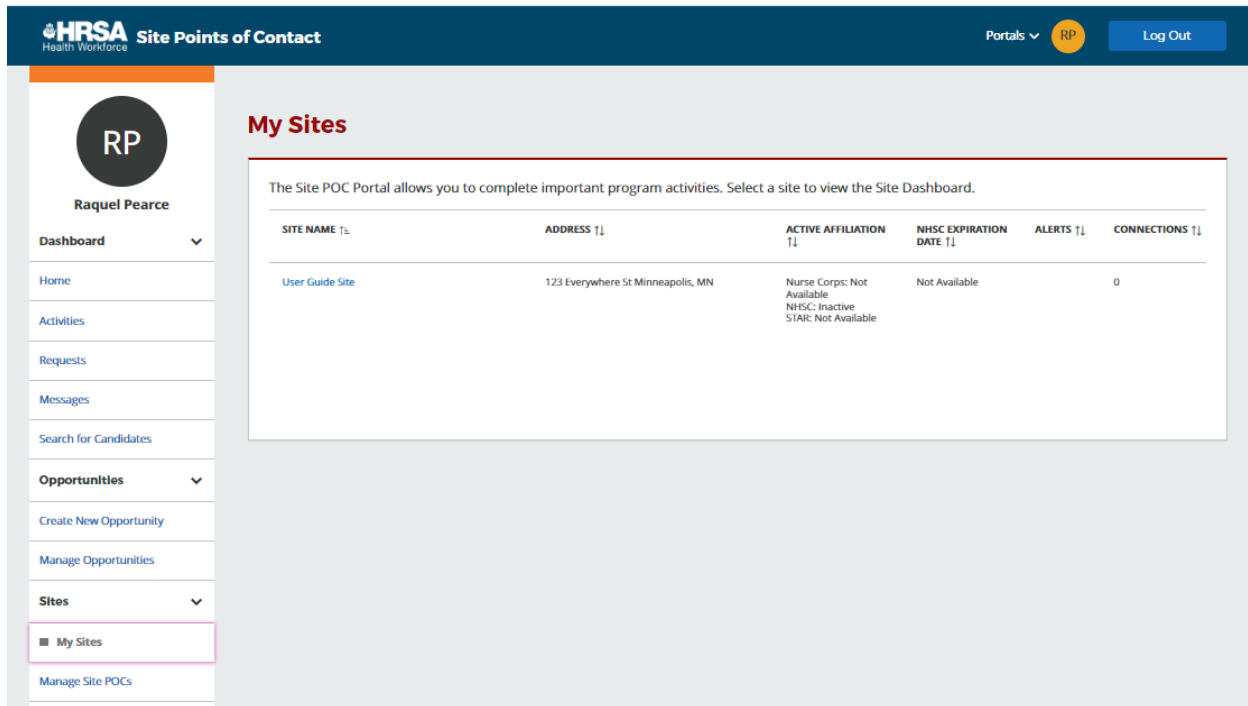 HRSA
Health Workforce
Site Points of Contact
Portals
RP
Log Out
RP
Raquel Pearce
Dashboard
Home
Activities
Requests
Messages
Search for Candidates
Opportunities
Create New Opportunity
Manage Opportunities
Sites
My Sites
Manage Site POCs
My Sites
The Site POC Portal allows you to complete important program activities. Select a site to view the Site Dashboard.
SITE NAME
ADDRESS
ACTIVE AFFILIATION
NHSC EXPIRATION
DATE
ALERTS
CONNECTIONS
User Guide Site
123 Everywhere St Minneapolis, MN
Nurse Corps: Not
Available
NHSC: Inactive
STAR: Not Available
Not Available
0